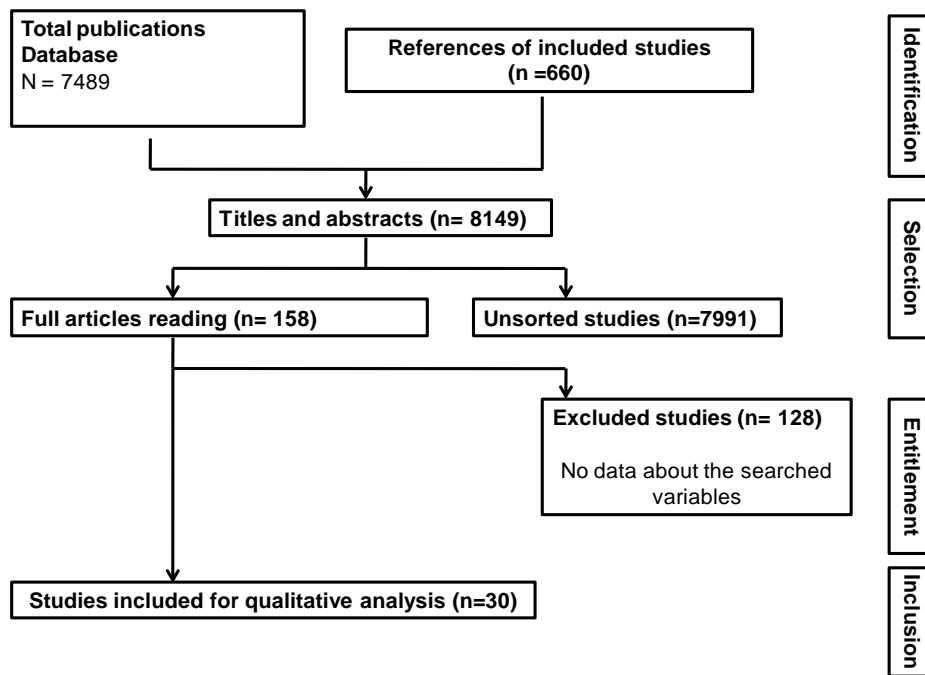 Total publications
Database
N = 7489
References of included studies
(n =660)
Identification
Titles and abstracts (n= 8149)
Selection
Full articles reading (n= 158)
Unsorted studies (n=7991)
Excluded studies (n= 128)
No data about the searched
variables
Entitlement
Studies included for qualitative analysis (n=30)
Inclusion